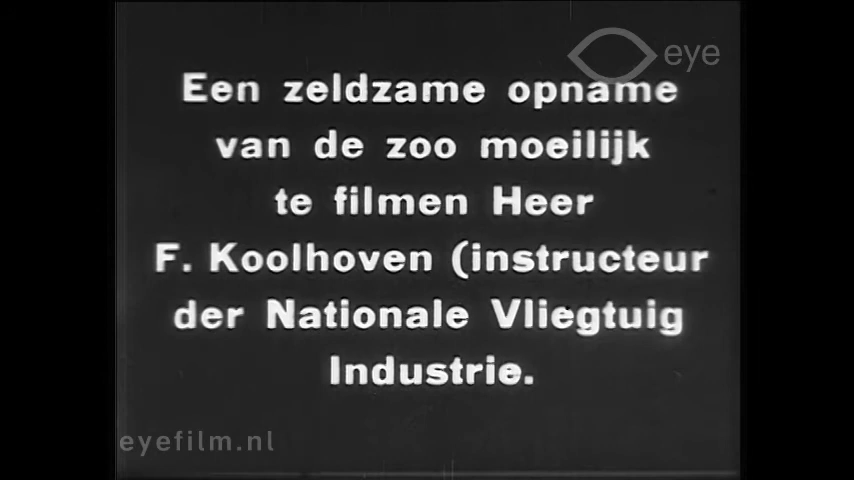 eye
Een zeldzame opname
van de zoo moeilijk
te filmen Heer
F. Koolhoven (instructeur
der Nationale Vliegtuig
Industrie.
eyefilm.nl